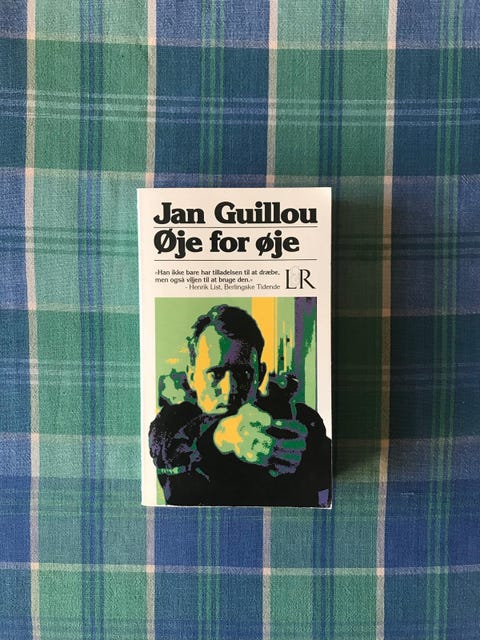 Jan Guillou
Øje for øje
«Han ikke bare har tilladelsen til at dræbe,
men også viljen til at bruge den.»
- Henrik List, Berlingske Tidende
LR